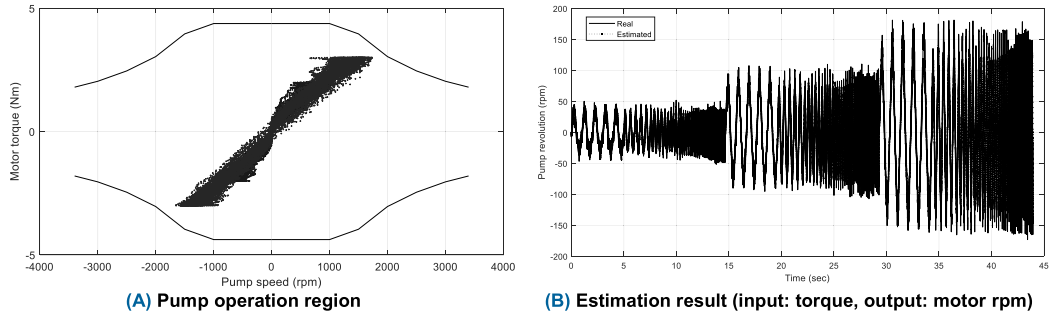 5
0
-5
Motor torque (Nm)
-4000 -3000 -2000 -1000 0 1000 2000 3000 4000
Pump speed (rpm)
(A) Pump operation region
200
150
100
50
0
-50
-100
-150
-200
Pump revolution (rpm)
Real
Estimated
0 5 10 15 20 25 30 35 40 45
Time (sec)
(B) Estimation result (input: torque, output: motor rpm)